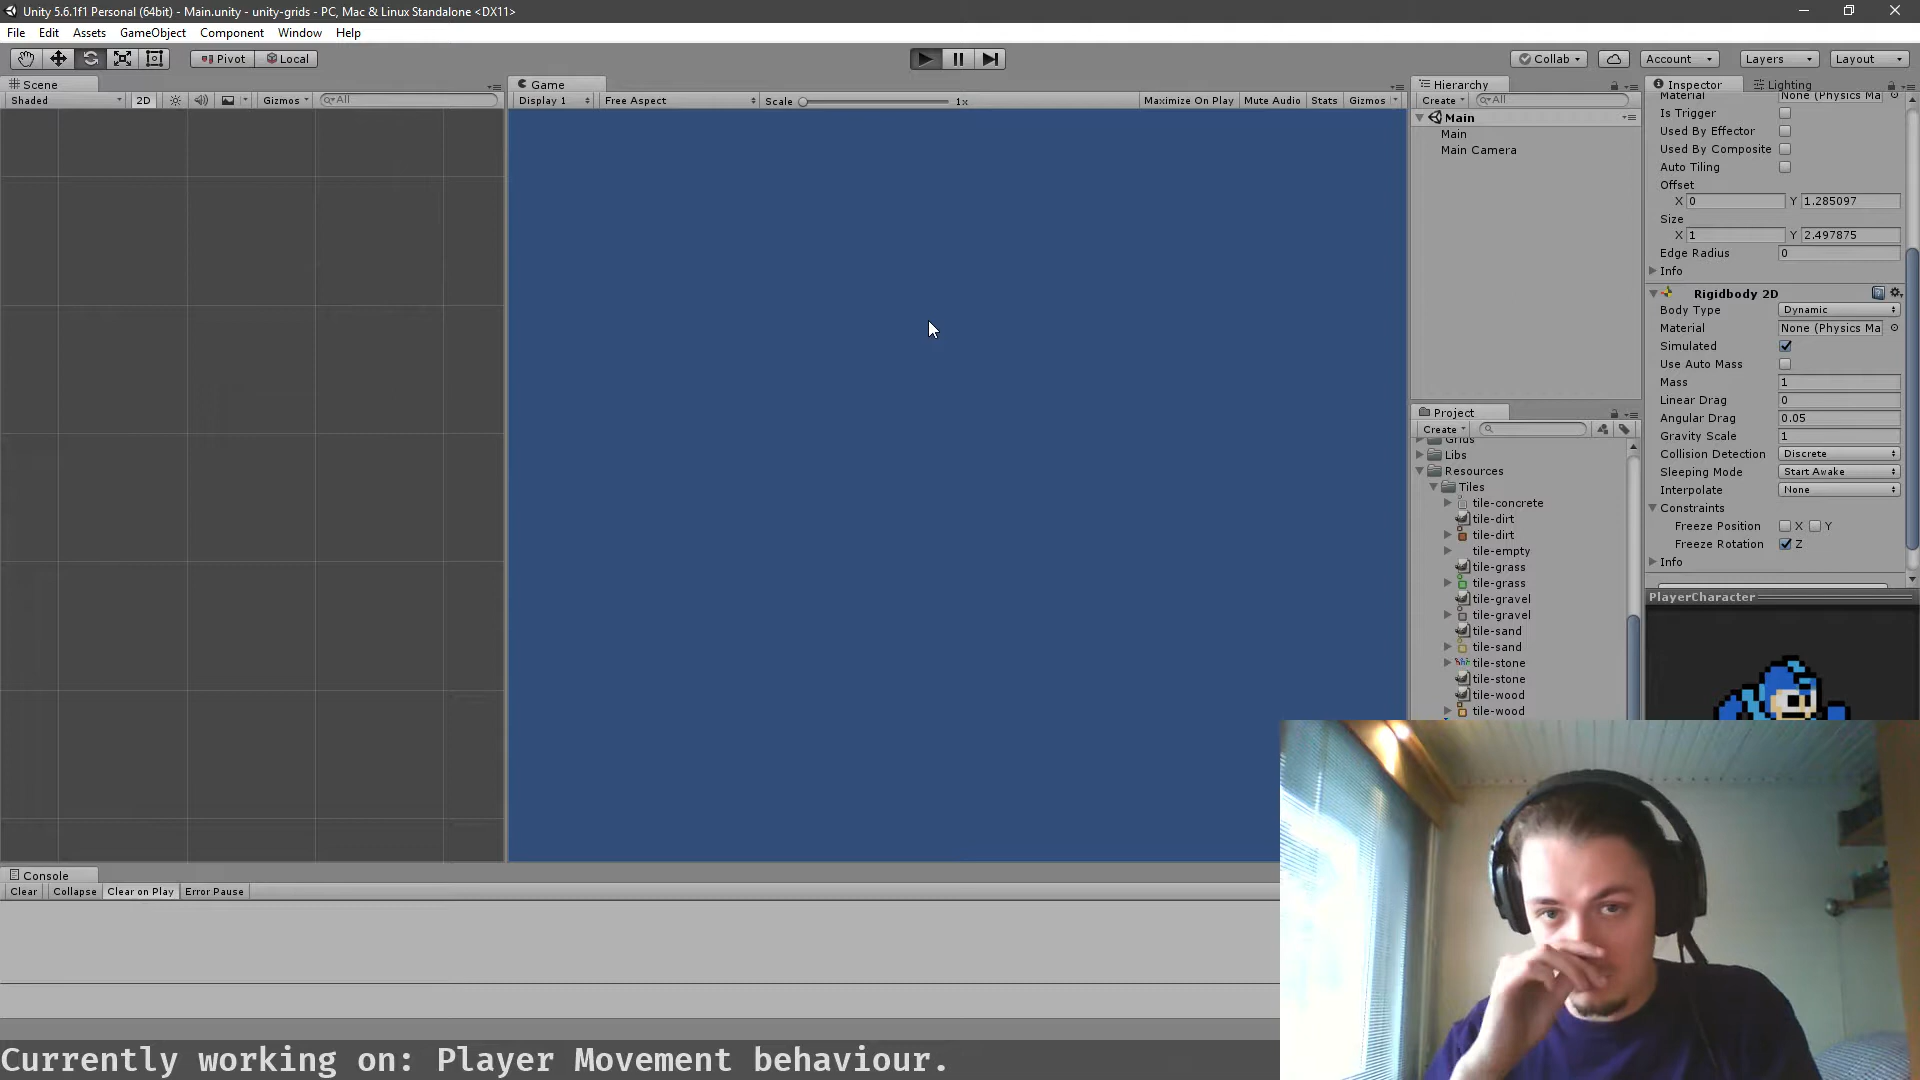 Unity 5.6.1f1 Personal (64bit) - Main.unity - unity-grids - PC, Mac & Linux Standalone <DX11>
File Edit Assets GameObject Component Window Help
Pivot Local Collab Account Layers Layout
Scene
Shaded 2D Gizmos All
Game
Display 1 Free Aspect Scale 1x Maximize On Play Mute Audio Stats Gizmos
Hierarchy
Create All
Main
Main
Main Camera
Project
Create
Grids
Libs
Resources
Tiles
tile-concrete
tile-dirt
tile-dirt
tile-empty
tile-grass
tile-grass
tile-gravel
tile-gravel
tile-sand
tile-sand
tile-stone
tile-stone
tile-wood
tile-wood
Inspector Lighting
Material None (Physics Ma
Is Trigger
Used By Effector
Used By Composite
Auto Tiling
Offset
X 0 Y 1.285097
Size
X 1 Y 2.497875
Edge Radius 0
Info
Rigidbody 2D
Body Type Dynamic
Material None (Physics Ma
Simulated
Use Auto Mass
Mass 1
Linear Drag 0
Angular Drag 0.05
Gravity Scale 1
Collision Detection Discrete
Sleeping Mode Start Awake
Interpolate None
Constraints
Freeze Position X Y
Freeze Rotation Z
Info
PlayerCharacter
Console
Clear Collapse Clear on Play Error Pause
Currently working on: Player Movement behaviour.